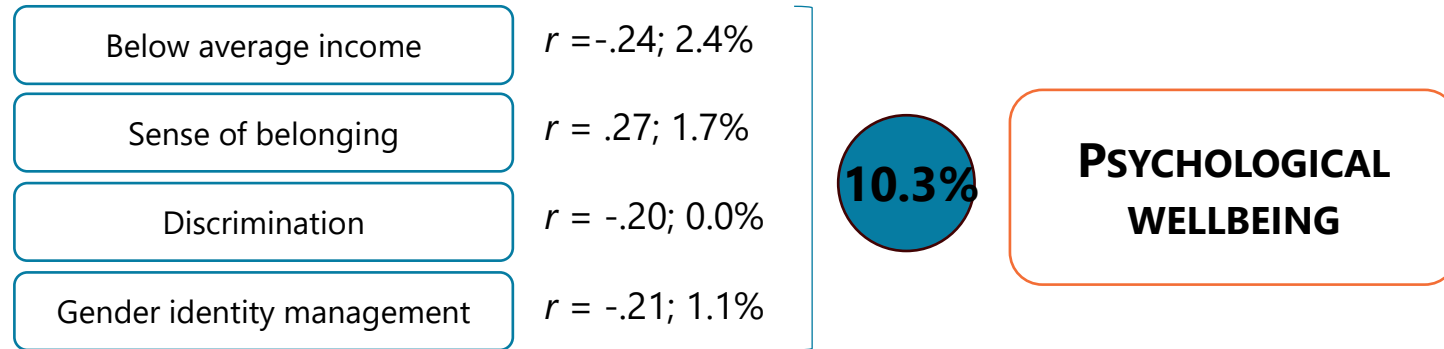 Below average income
r =-.24; 2.4%
Sense of belonging
r = .27; 1.7%
Discrimination
r = -.20; 0.0%
Gender identity management
r = -.21; 1.1%
10.3%
PSYCHOLOGICAL
WELLBEING